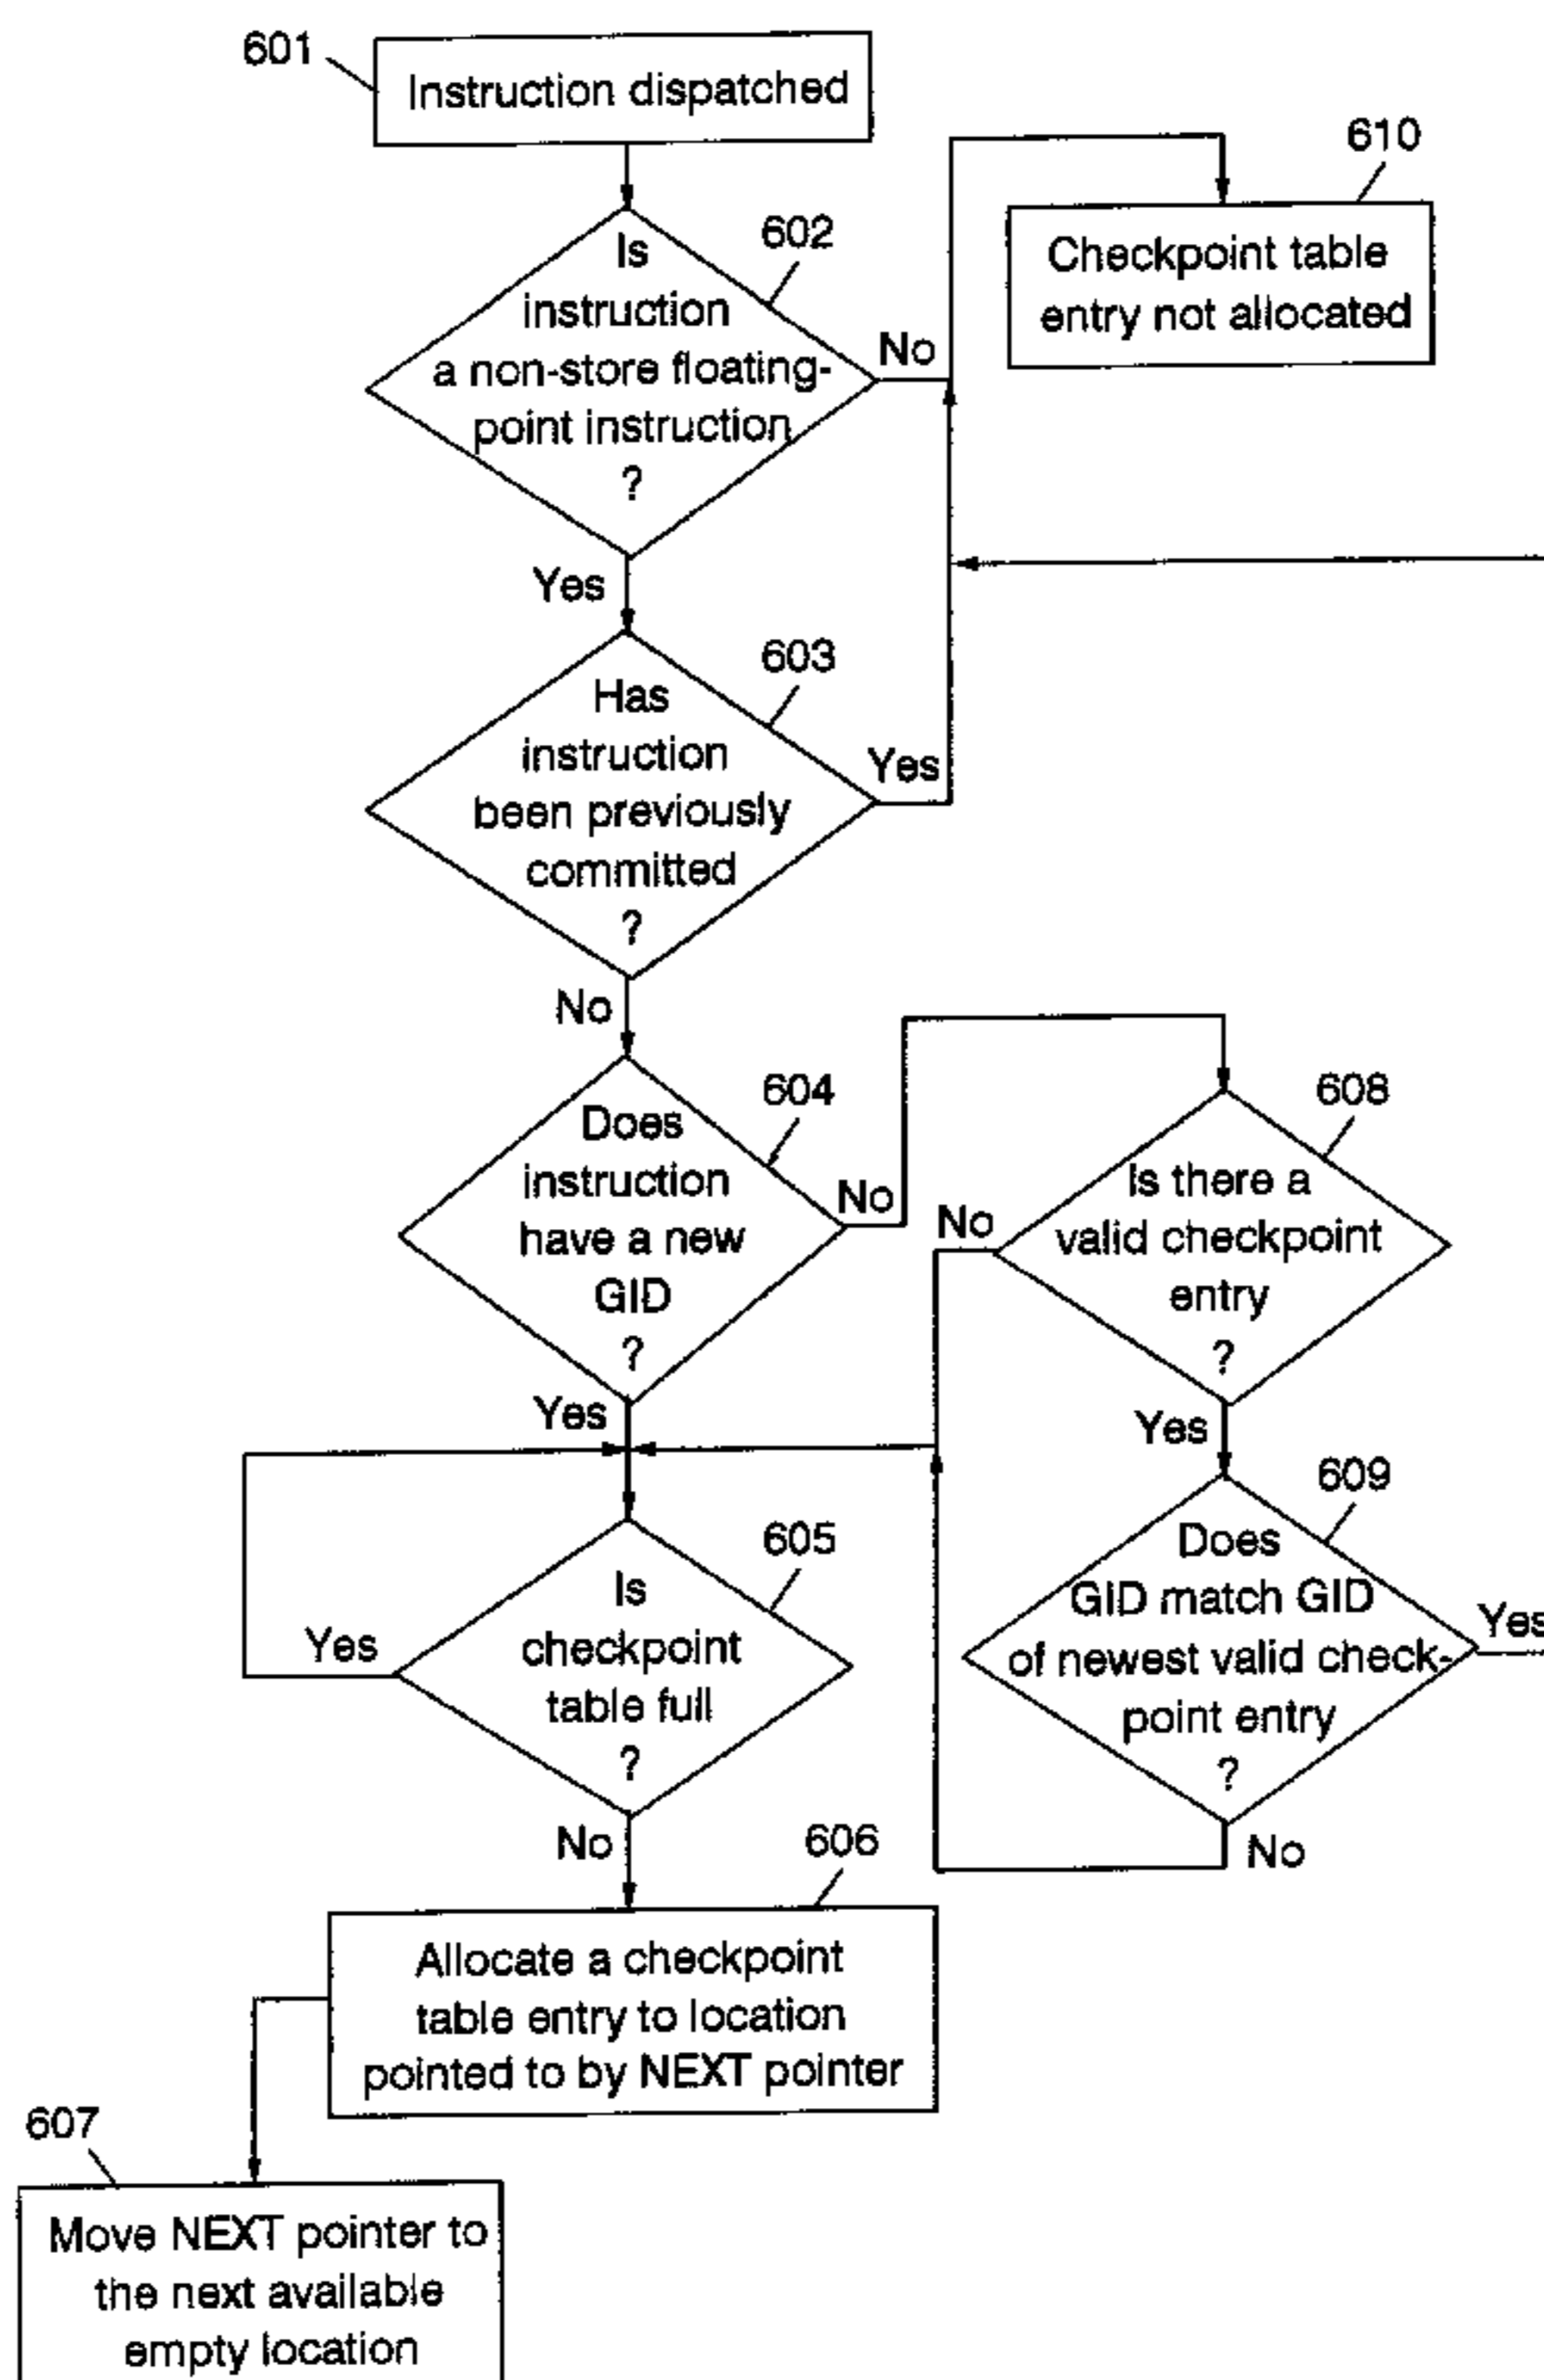 601
Instruction dispatched
610
Checkpoint table
entry not allocated
602
Is
instruction
a non-store floating-
point instruction
?
No
Yes
603
Has
instruction
been previously
committed
?
Yes
No
604
Does
instruction
have a new
GID
?
No
Yes
608
Is there a
valid checkpoint
entry
?
No
Yes
609
Does
GID match GID
of newest valid check-
point entry
?
Yes
No
605
Is
checkpoint
table full
?
Yes
No
606
Allocate a checkpoint
table entry to location
pointed to by NEXT pointer
607
Move NEXT pointer to
the next available
empty location